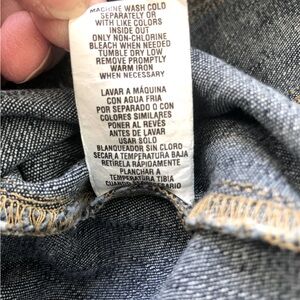 MACHINE WASH COLD
SEPARATELY OR
WITH LIKE COLORS
INSIDE OUT
ONLY NON-CHLORINE
BLEACH WHEN NEEDED
TUMBLE DRY LOW
REMOVE PROMPTLY
WARM IRON
WHEN NECESSARY
LAVAR A MÁQUINA
CON AGUA FRIA
POR SEPARADO O CON
COLORES SIMILARES
PONER AL REVÉS
ANTES DE LAVAR
USAR SÓLO
BLANQUEADOR SIN CLORO
SECAR A TEMPERATURA BAJA
RETIRELA RÁPIDAMENTE
PLANCHAR A
TEMPERATURA TIBIA